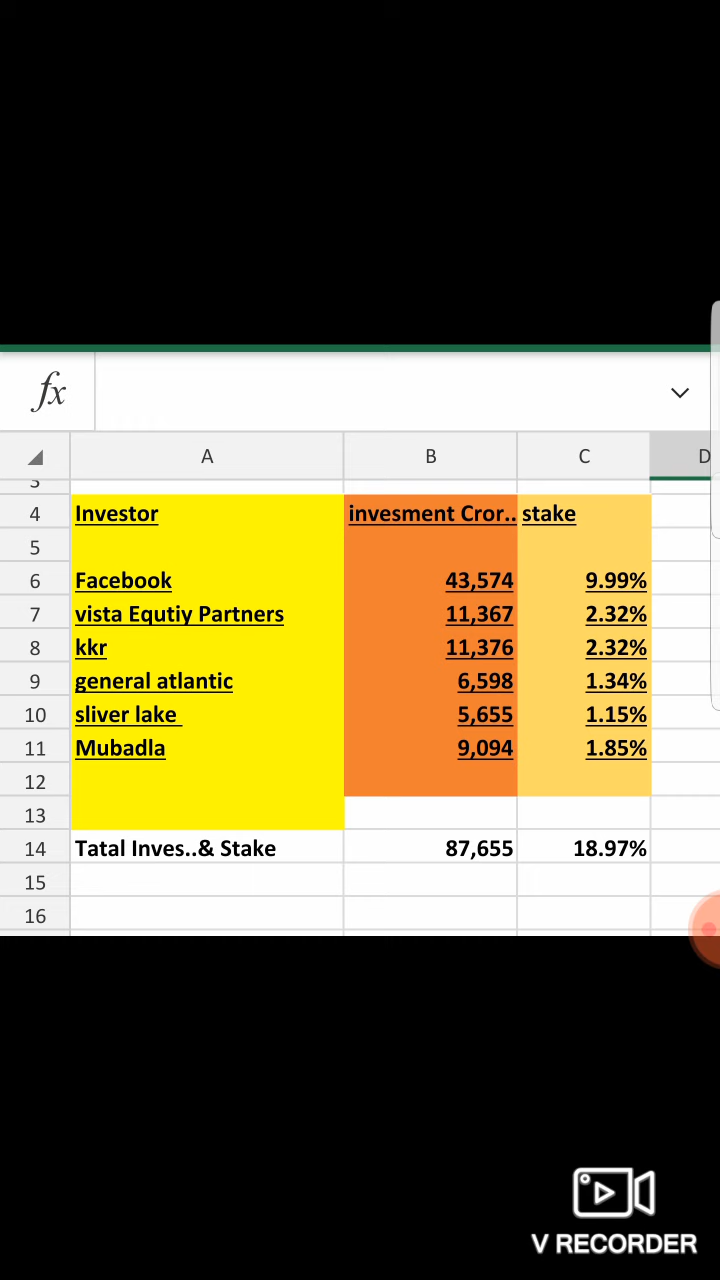 fx
A B C D
3
4 Investor invesment Cror.. stake
5
6 Facebook 43,574 9.99%
7 vista Equtiy Partners 11,367 2.32%
8 kkr 11,376 2.32%
9 general atlantic 6,598 1.34%
10 sliver lake 5,655 1.15%
11 Mubadla 9,094 1.85%
12
13
14 Tatal Inves..& Stake 87,655 18.97%
15
16
V RECORDER